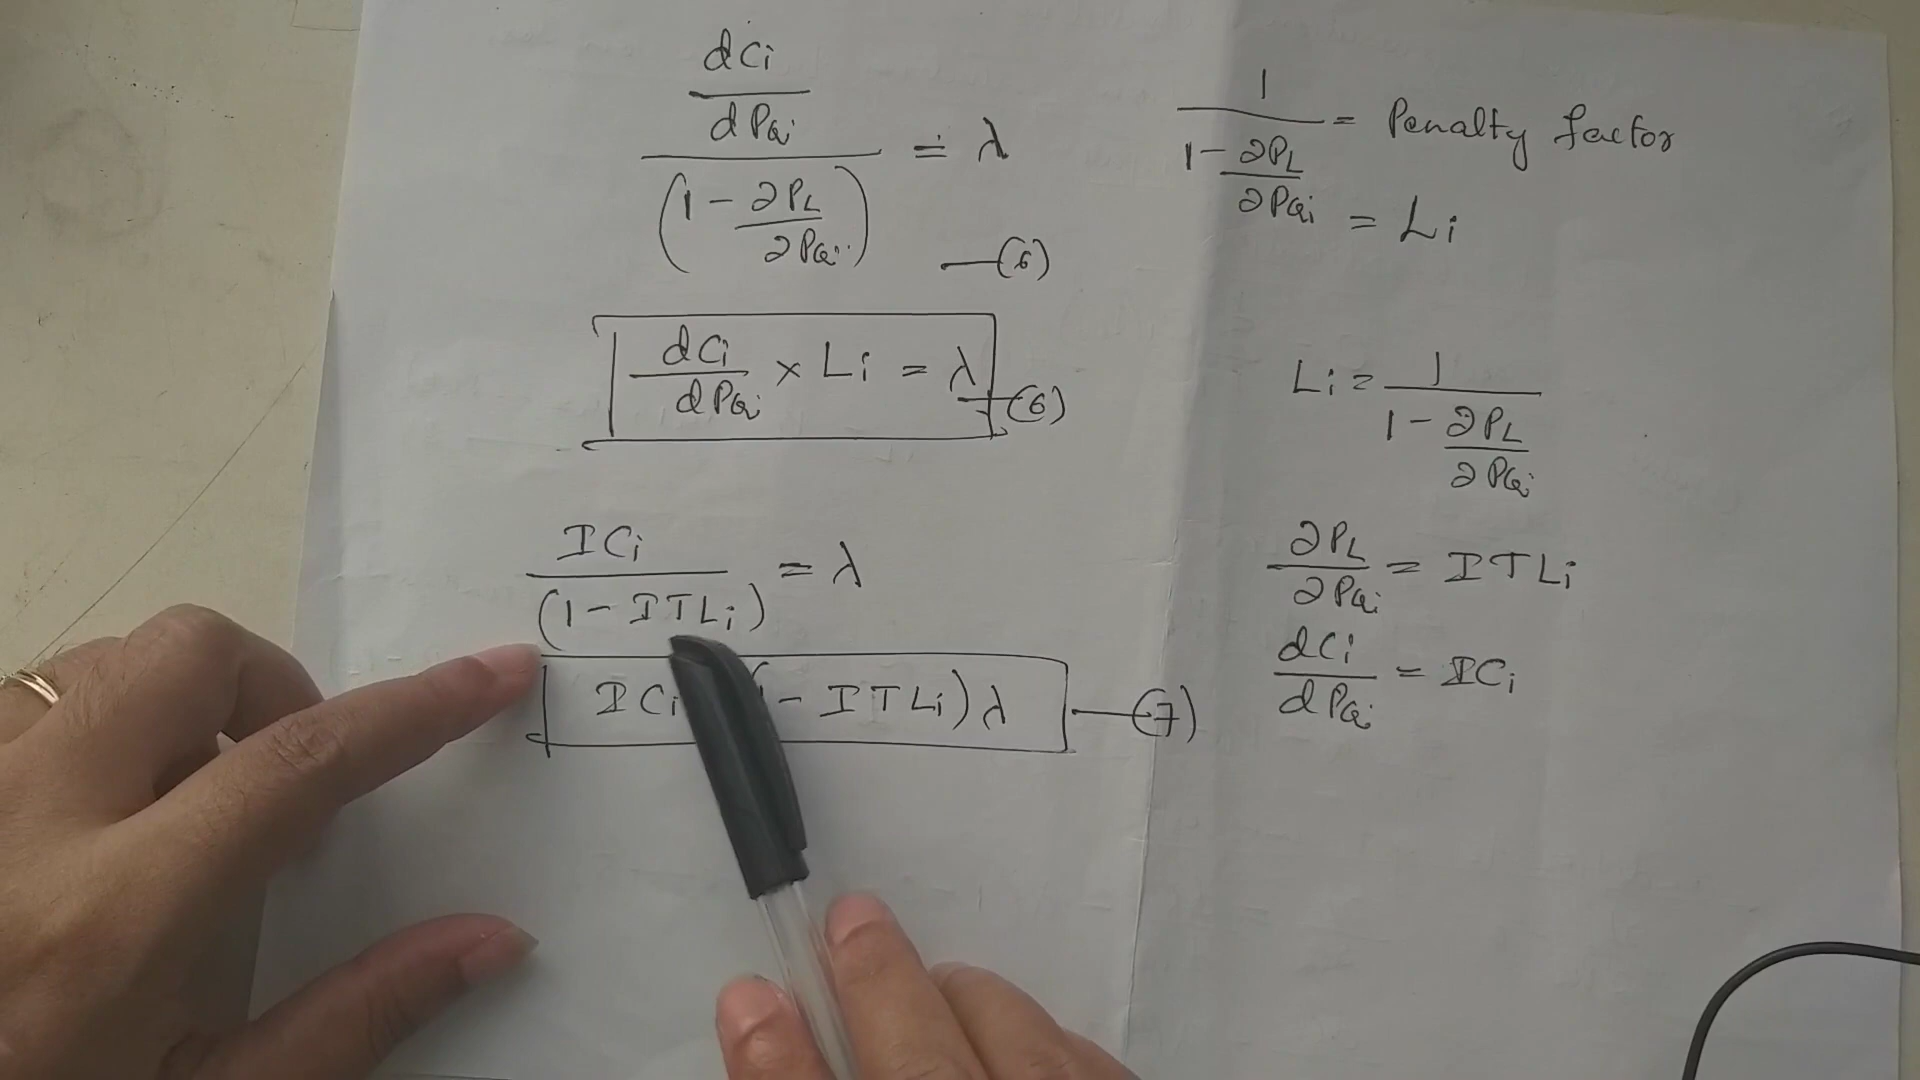 dCi
dPGi
(1 - ∂PL
∂PGi) = λ —(6)
dCi
dPGi × Li = λ —(6)
ICi
(1 - ITLi) = λ
ICi (1 - ITLi) λ —(7)
1
1 - ∂PL
∂PGi = Penalty factor
= Li
Li = 1
1 - ∂PL
∂PGi
∂PL
∂PGi = ITLi
dCi
dPGi = ICi